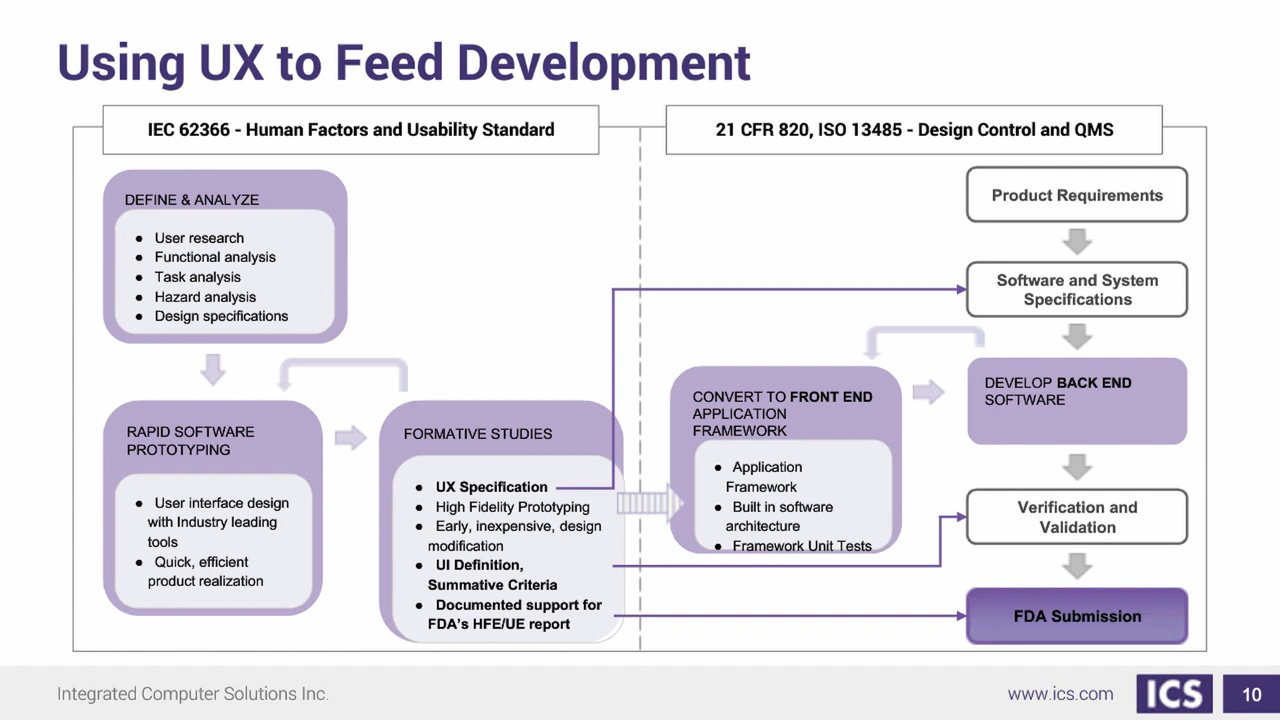 Using UX to Feed Development
IEC 62366 - Human Factors and Usability Standard
21 CFR 820, ISO 13485 - Design Control and QMS
DEFINE & ANALYZE
● User research
● Functional analysis
● Task analysis
● Hazard analysis
● Design specifications
RAPID SOFTWARE
PROTOTYPING
● User interface design
with Industry leading
tools
● Quick, efficient
product realization
FORMATIVE STUDIES
● UX Specification
● High Fidelity Prototyping
● Early, inexpensive, design
modification
● UI Definition,
Summative Criteria
● Documented support for
FDA's HFE/UE report
CONVERT TO FRONT END
APPLICATION
FRAMEWORK
● Application
Framework
● Built in software
architecture
● Framework Unit Tests
Product Requirements
Software and System
Specifications
DEVELOP BACK END
SOFTWARE
Verification and
Validation
FDA Submission
Integrated Computer Solutions Inc.
www.ics.com
ICS
10